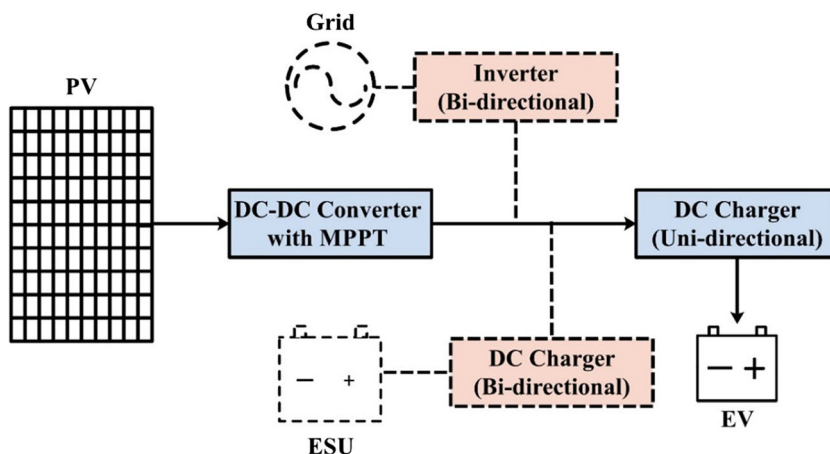 Grid
Inverter
(Bi-directional)
PV
DC-DC Converter
with MPPT
DC Charger
(Uni-directional)
DC Charger
(Bi-directional)
ESU
EV